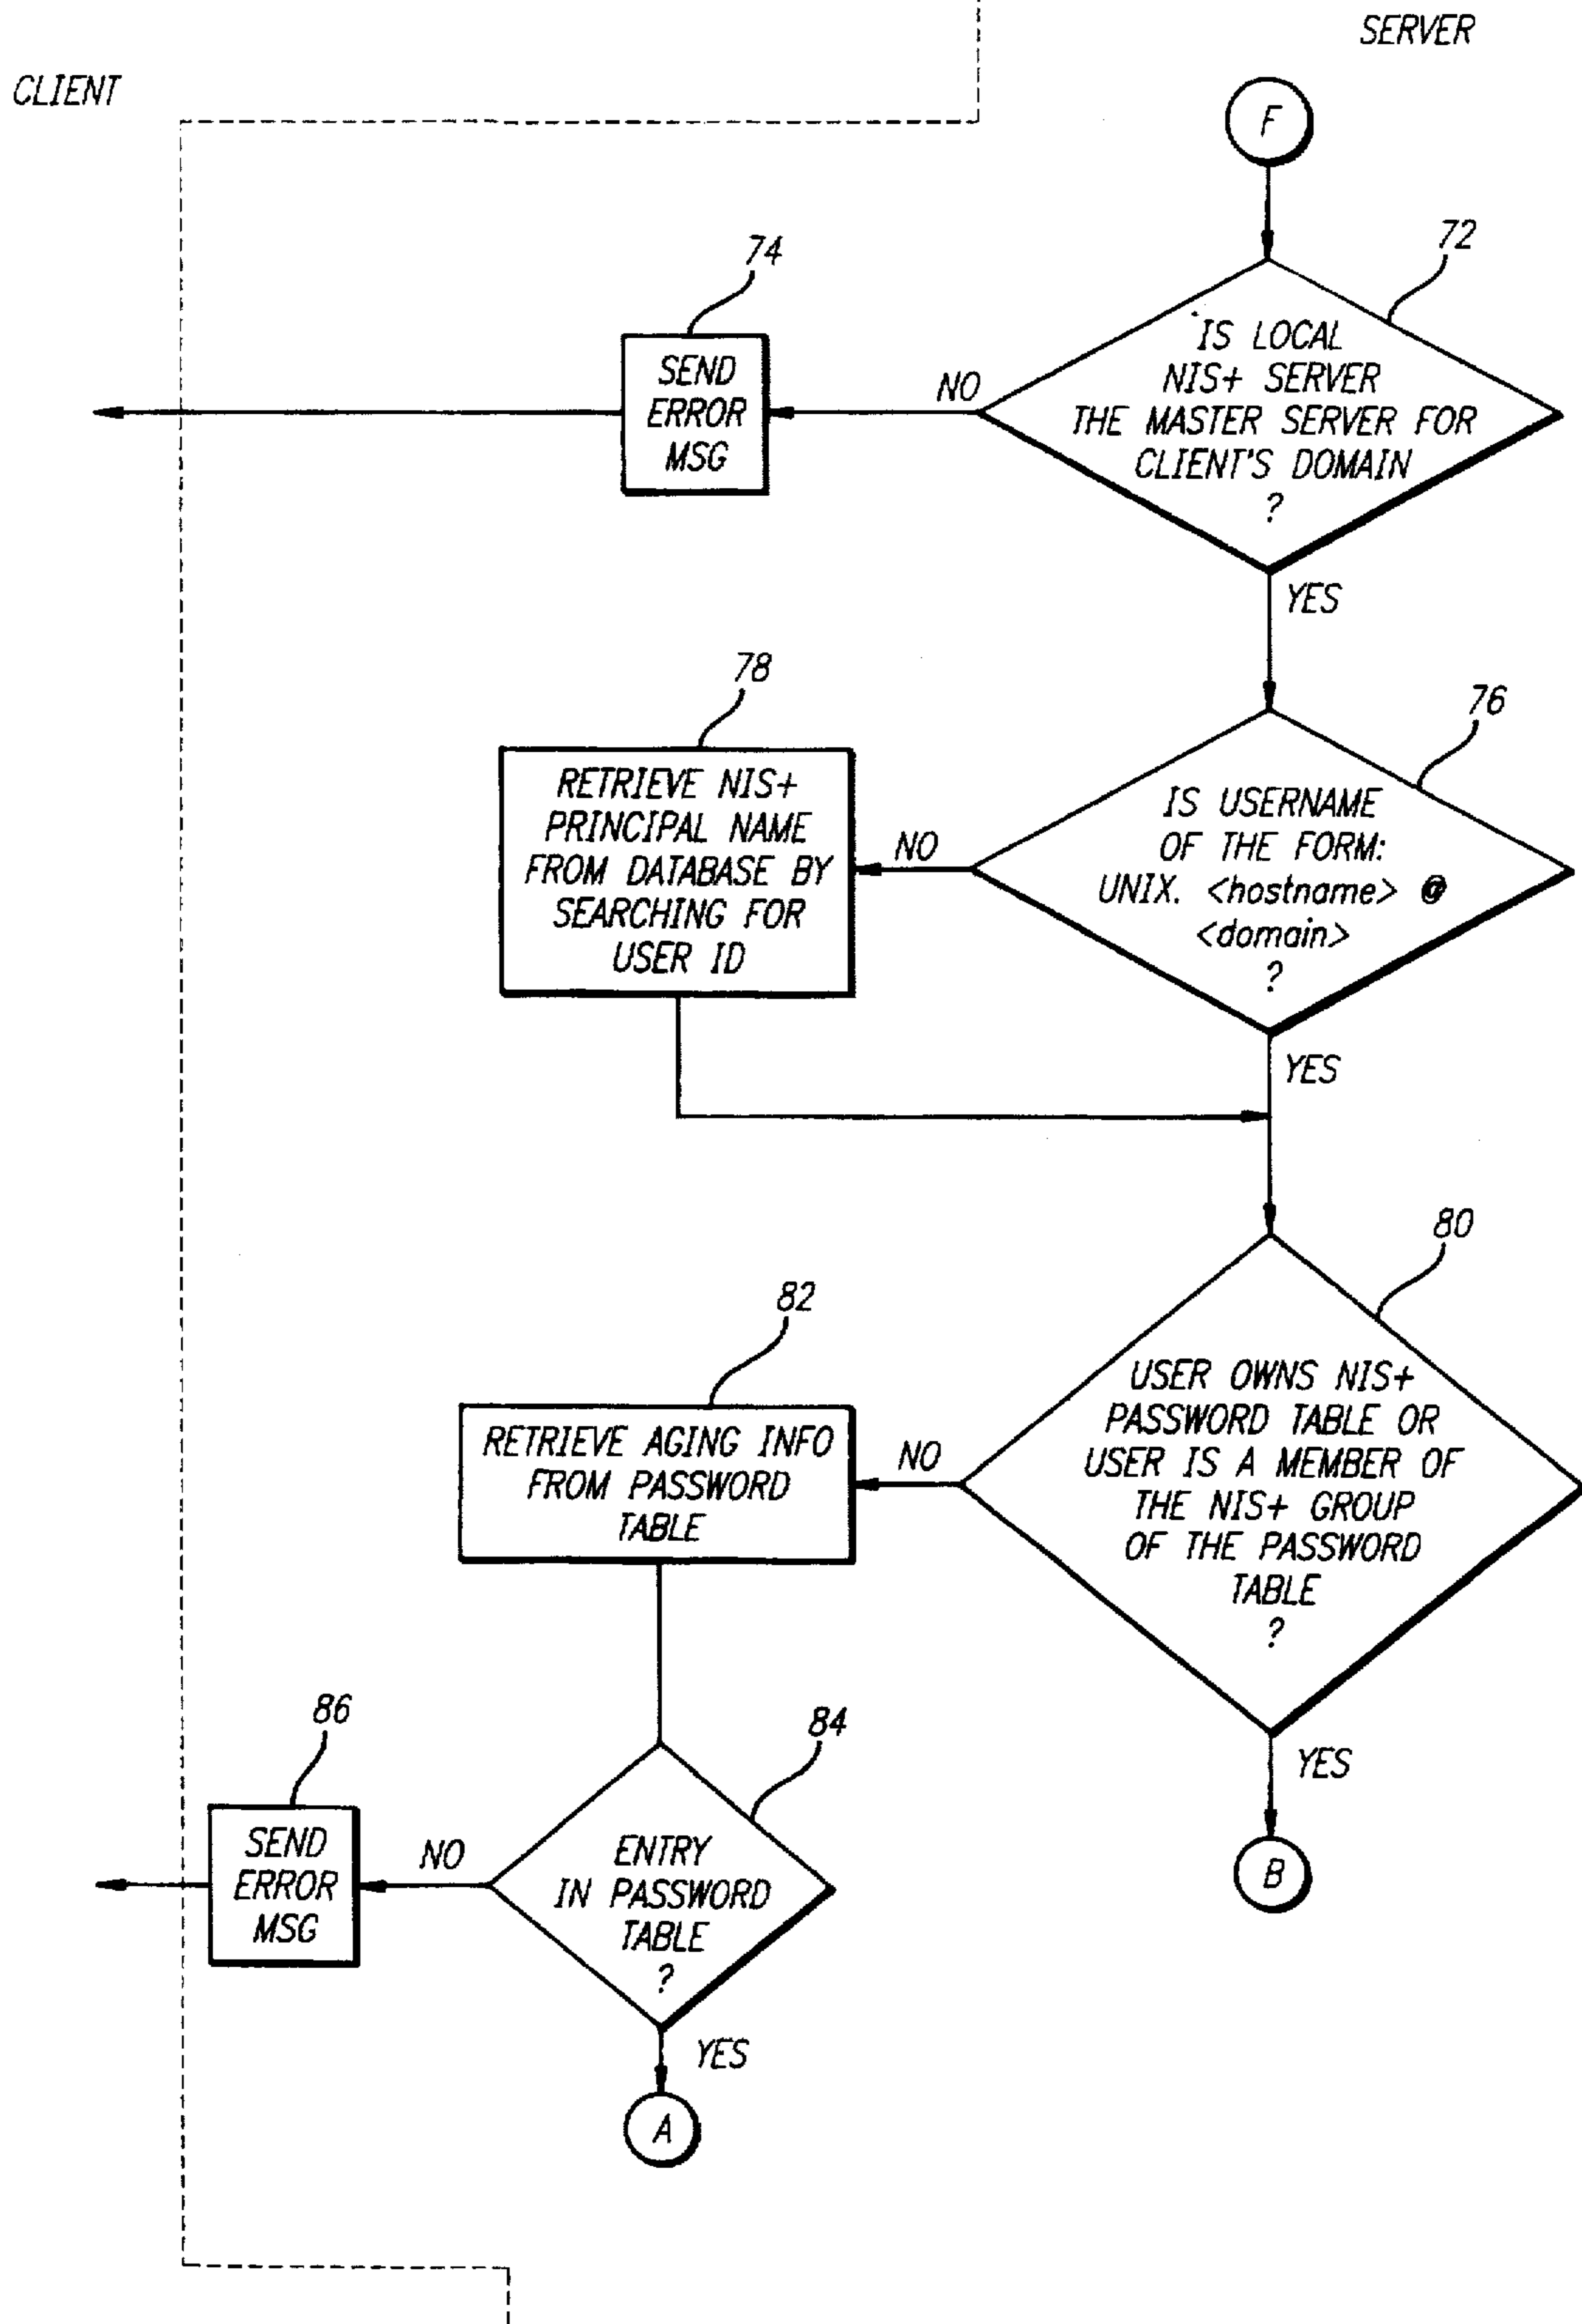 SERVER
CLIENT
F
72
74
IS LOCAL
NIS+ SERVER
THE MASTER SERVER FOR
CLIENT'S DOMAIN
?
NO
SEND
ERROR
MSG
YES
78
76
RETRIEVE NIS+
PRINCIPAL NAME
FROM DATABASE BY
SEARCHING FOR
USER ID
NO
IS USERNAME
OF THE FORM:
UNIX. <hostname> @
<domain>
?
YES
80
82
USER OWNS NIS+
PASSWORD TABLE OR
USER IS A MEMBER OF
THE NIS+ GROUP
OF THE PASSWORD
TABLE
?
NO
RETRIEVE AGING INFO
FROM PASSWORD
TABLE
86
84
YES
SEND
ERROR
MSG
NO
ENTRY
IN PASSWORD
TABLE
?
B
YES
A